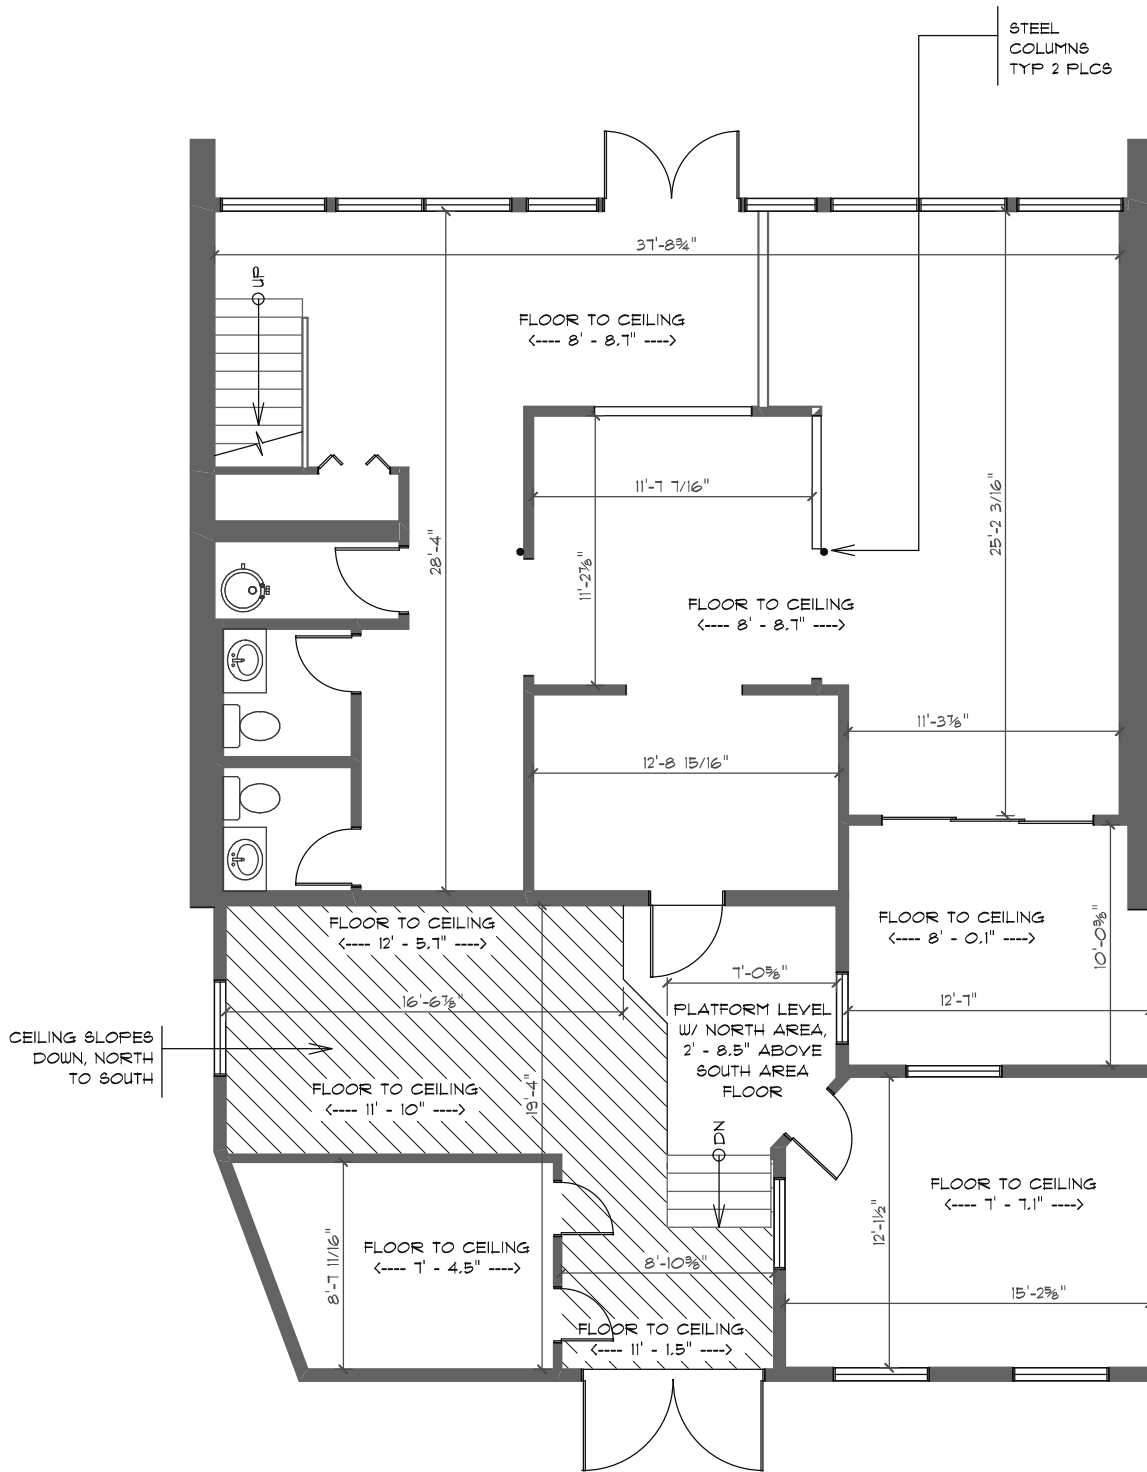 STEEL
COLUMNS
TYP 2 PLCS
37'-8¾"
UP
FLOOR TO CEILING
<---- 8' - 8.7" ---->
11'-7 7/16"
28'-4"
11'-2⅞"
25'-2 3/16"
FLOOR TO CEILING
<---- 8' - 8.7" ---->
11'-3⅞"
12'-8 15/16"
FLOOR TO CEILING
<---- 12' - 5.7" ---->
FLOOR TO CEILING
<---- 8' - 0.1" ---->
10'-0⅜"
7'-0⅝"
16'-6⅞"
12'-7"
PLATFORM LEVEL
W/ NORTH AREA,
2' - 8.5" ABOVE
SOUTH AREA
FLOOR
CEILING SLOPES
DOWN, NORTH
TO SOUTH
FLOOR TO CEILING
<---- 11' - 10" ---->
19'-4"
DN
FLOOR TO CEILING
<---- 7' - 7.1" ---->
12'-1½"
FLOOR TO CEILING
<---- 7' - 4.5" ---->
8'-7 11/16"
8'-10⅜"
15'-2⅝"
FLOOR TO CEILING
<---- 11' - 1.5" ---->